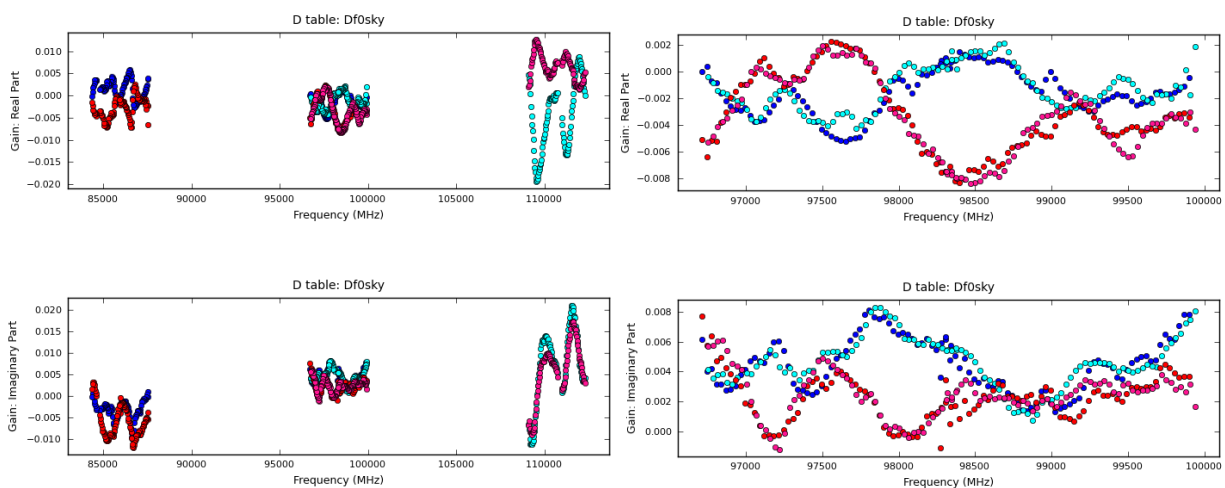 D table: Df0sky
Gain: Real Part
0.010
0.005
0.000
−0.005
−0.010
−0.015
−0.020
85000 90000 95000 100000 105000 110000
Frequency (MHz)
D table: Df0sky
Gain: Real Part
0.002
0.000
−0.002
−0.004
−0.006
−0.008
97000 97500 98000 98500 99000 99500 100000
Frequency (MHz)
D table: Df0sky
Gain: Imaginary Part
0.020
0.015
0.010
0.005
0.000
−0.005
−0.010
85000 90000 95000 100000 105000 110000
Frequency (MHz)
D table: Df0sky
Gain: Imaginary Part
0.008
0.006
0.004
0.002
0.000
97000 97500 98000 98500 99000 99500 100000
Frequency (MHz)